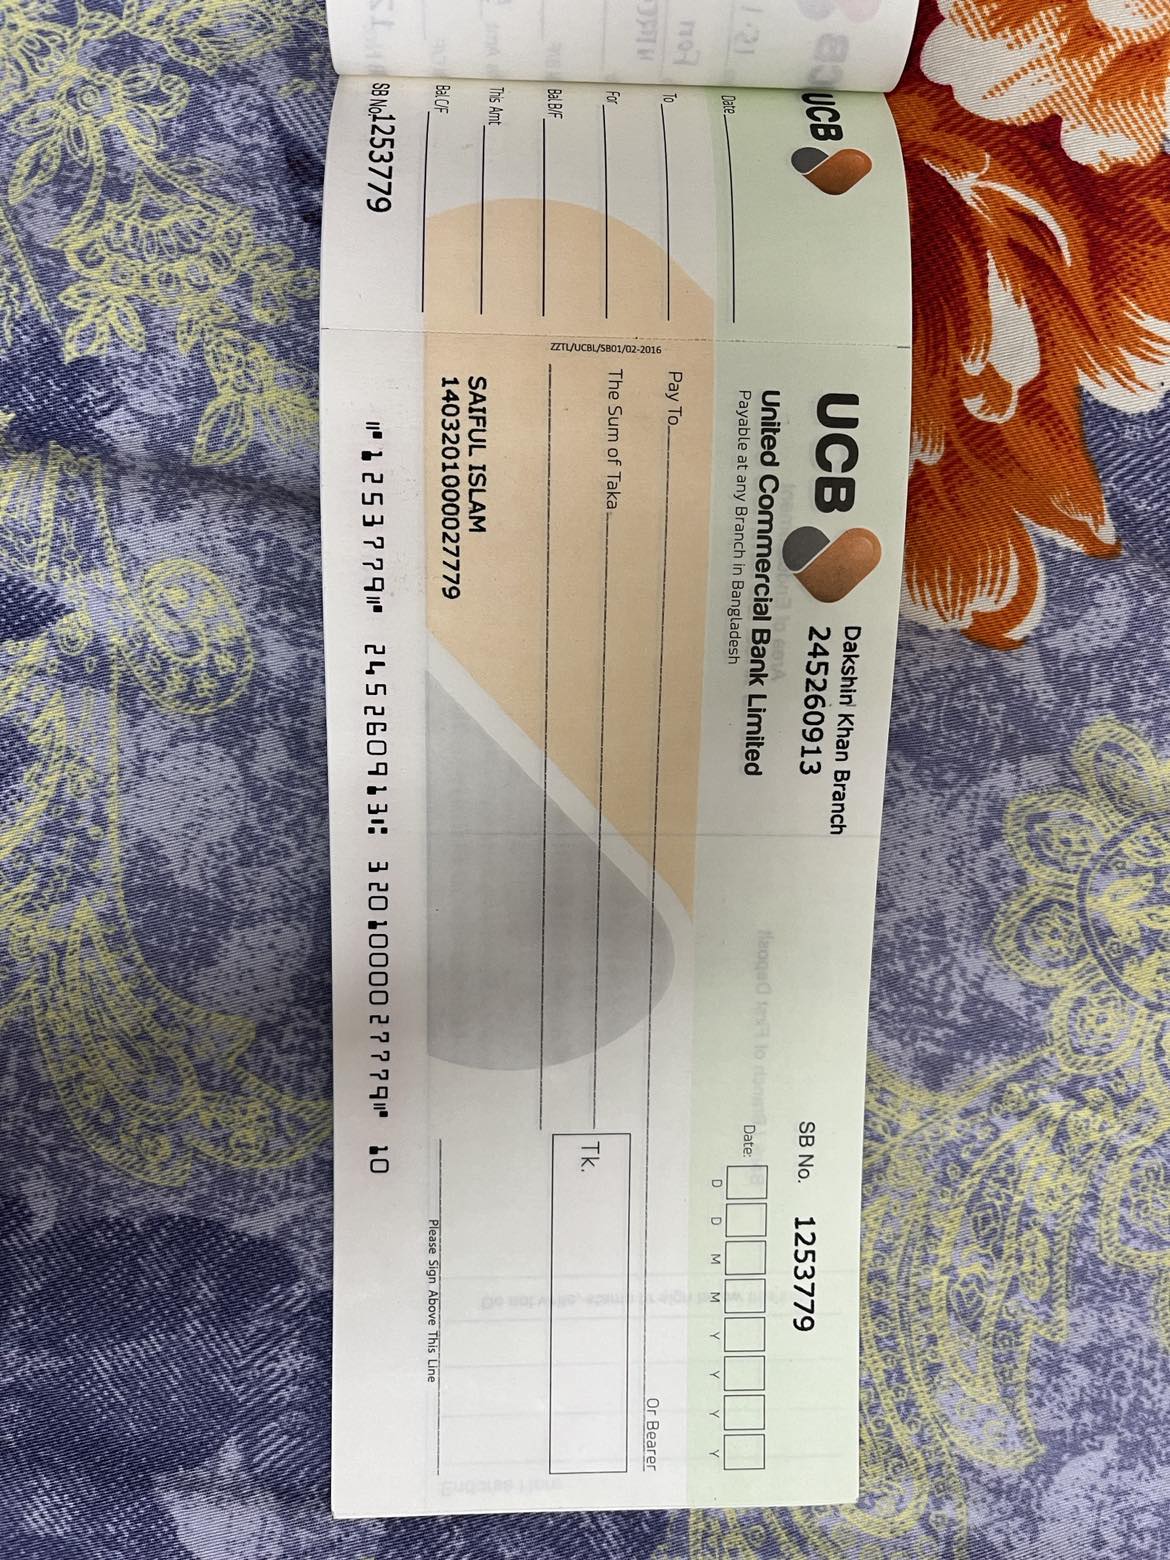 UCB
Date
To
For
Bal B/F
This Amt
Bal C/F
SB No. 1253779
ZZTL/UCBL/SB01/02-2016
UCB
Dakshin Khan Branch
245260913
United Commercial Bank Limited
Payable at any Branch in Bangladesh
SB No. 1253779
Date:
D D M M Y Y Y Y
Pay To
Or Bearer
The Sum of Taka
Tk.
SAIFUL ISLAM
1403201000027779
Please Sign Above This Line
⑈1253779⑈ 245260913⑆ 3201000027779⑈ 10